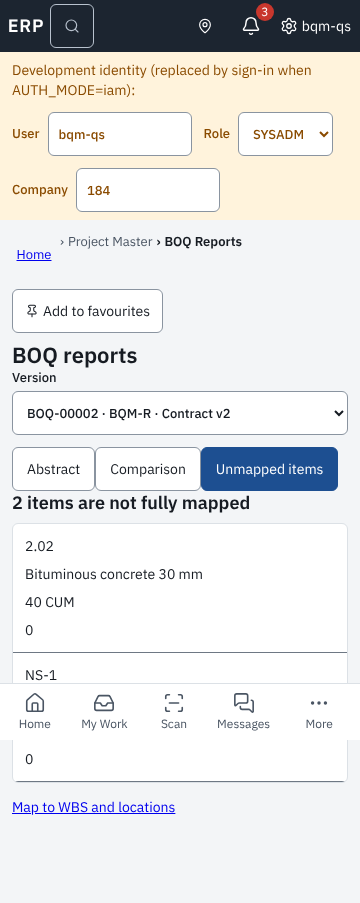 ERP
3
bqm-qs
Development identity (replaced by sign-in when
AUTH_MODE=iam):
User bqm-qs Role SYSADM
Company 184
Home › Project Master › BOQ Reports
Add to favourites
BOQ reports
Version
BOQ-00002 · BQM-R · Contract v2
Abstract Comparison Unmapped items
2 items are not fully mapped
2.02
Bituminous concrete 30 mm
40 CUM
0
NS-1
Home My Work Scan Messages More
0
Map to WBS and locations